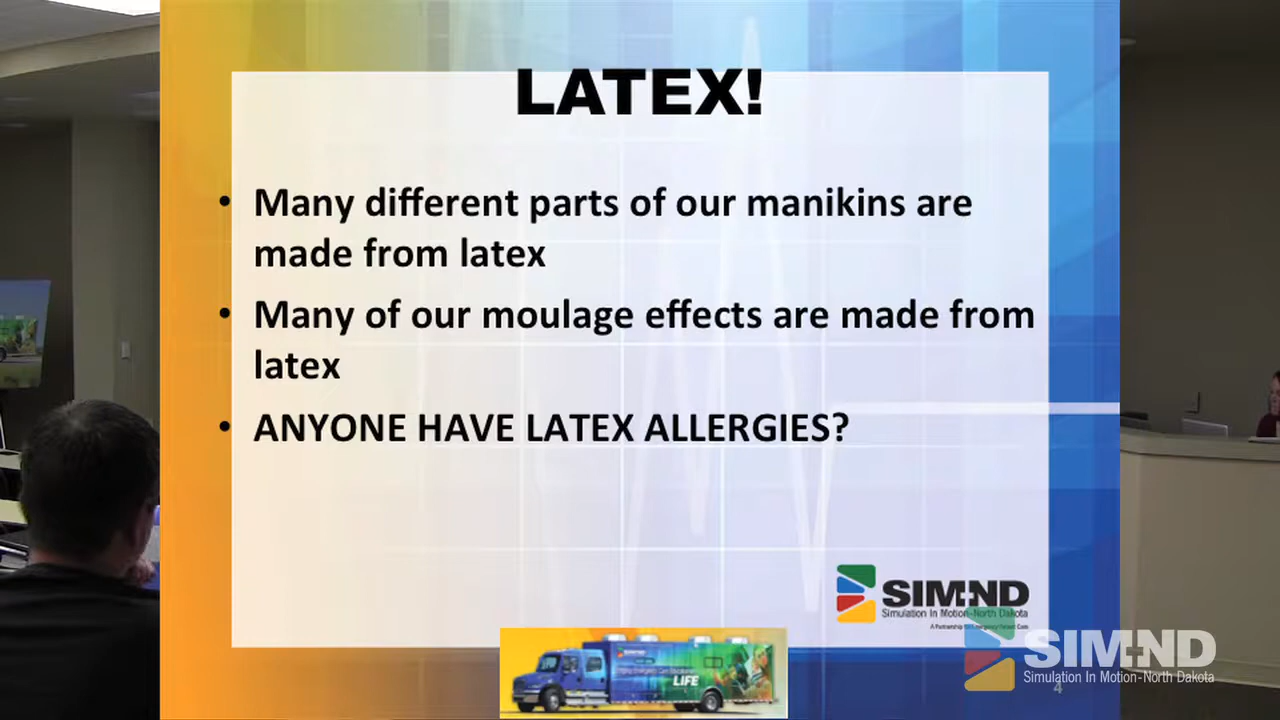 LATEX!
• Many different parts of our manikins are
made from latex
• Many of our moulage effects are made from
latex
• ANYONE HAVE LATEX ALLERGIES?
SIM-ND
Simulation In Motion-North Dakota
LIFE
SIM-ND
Simulation In Motion-North Dakota
4